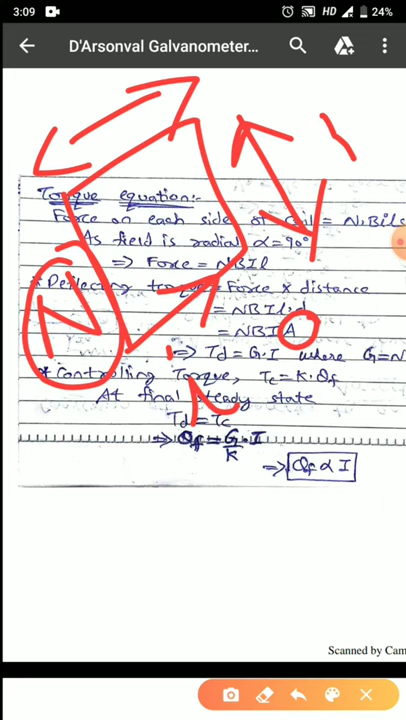 3:09 HD 24%
D'Arsonval Galvanometer...
Torque equation:-
Force on each side of coil = N.Bils
As field is radial, α=90°
⇒ Force = NBIl
* Deflecting torque = Force x distance
= NBIl.d
= NBIA
⇒ Td = G.I where G=N
* Controlling Torque, Tc=K.θf
At final steady state
Td = Tc
⇒ θf = G/K . I
⇒ θf α I
N
Scanned by Cam